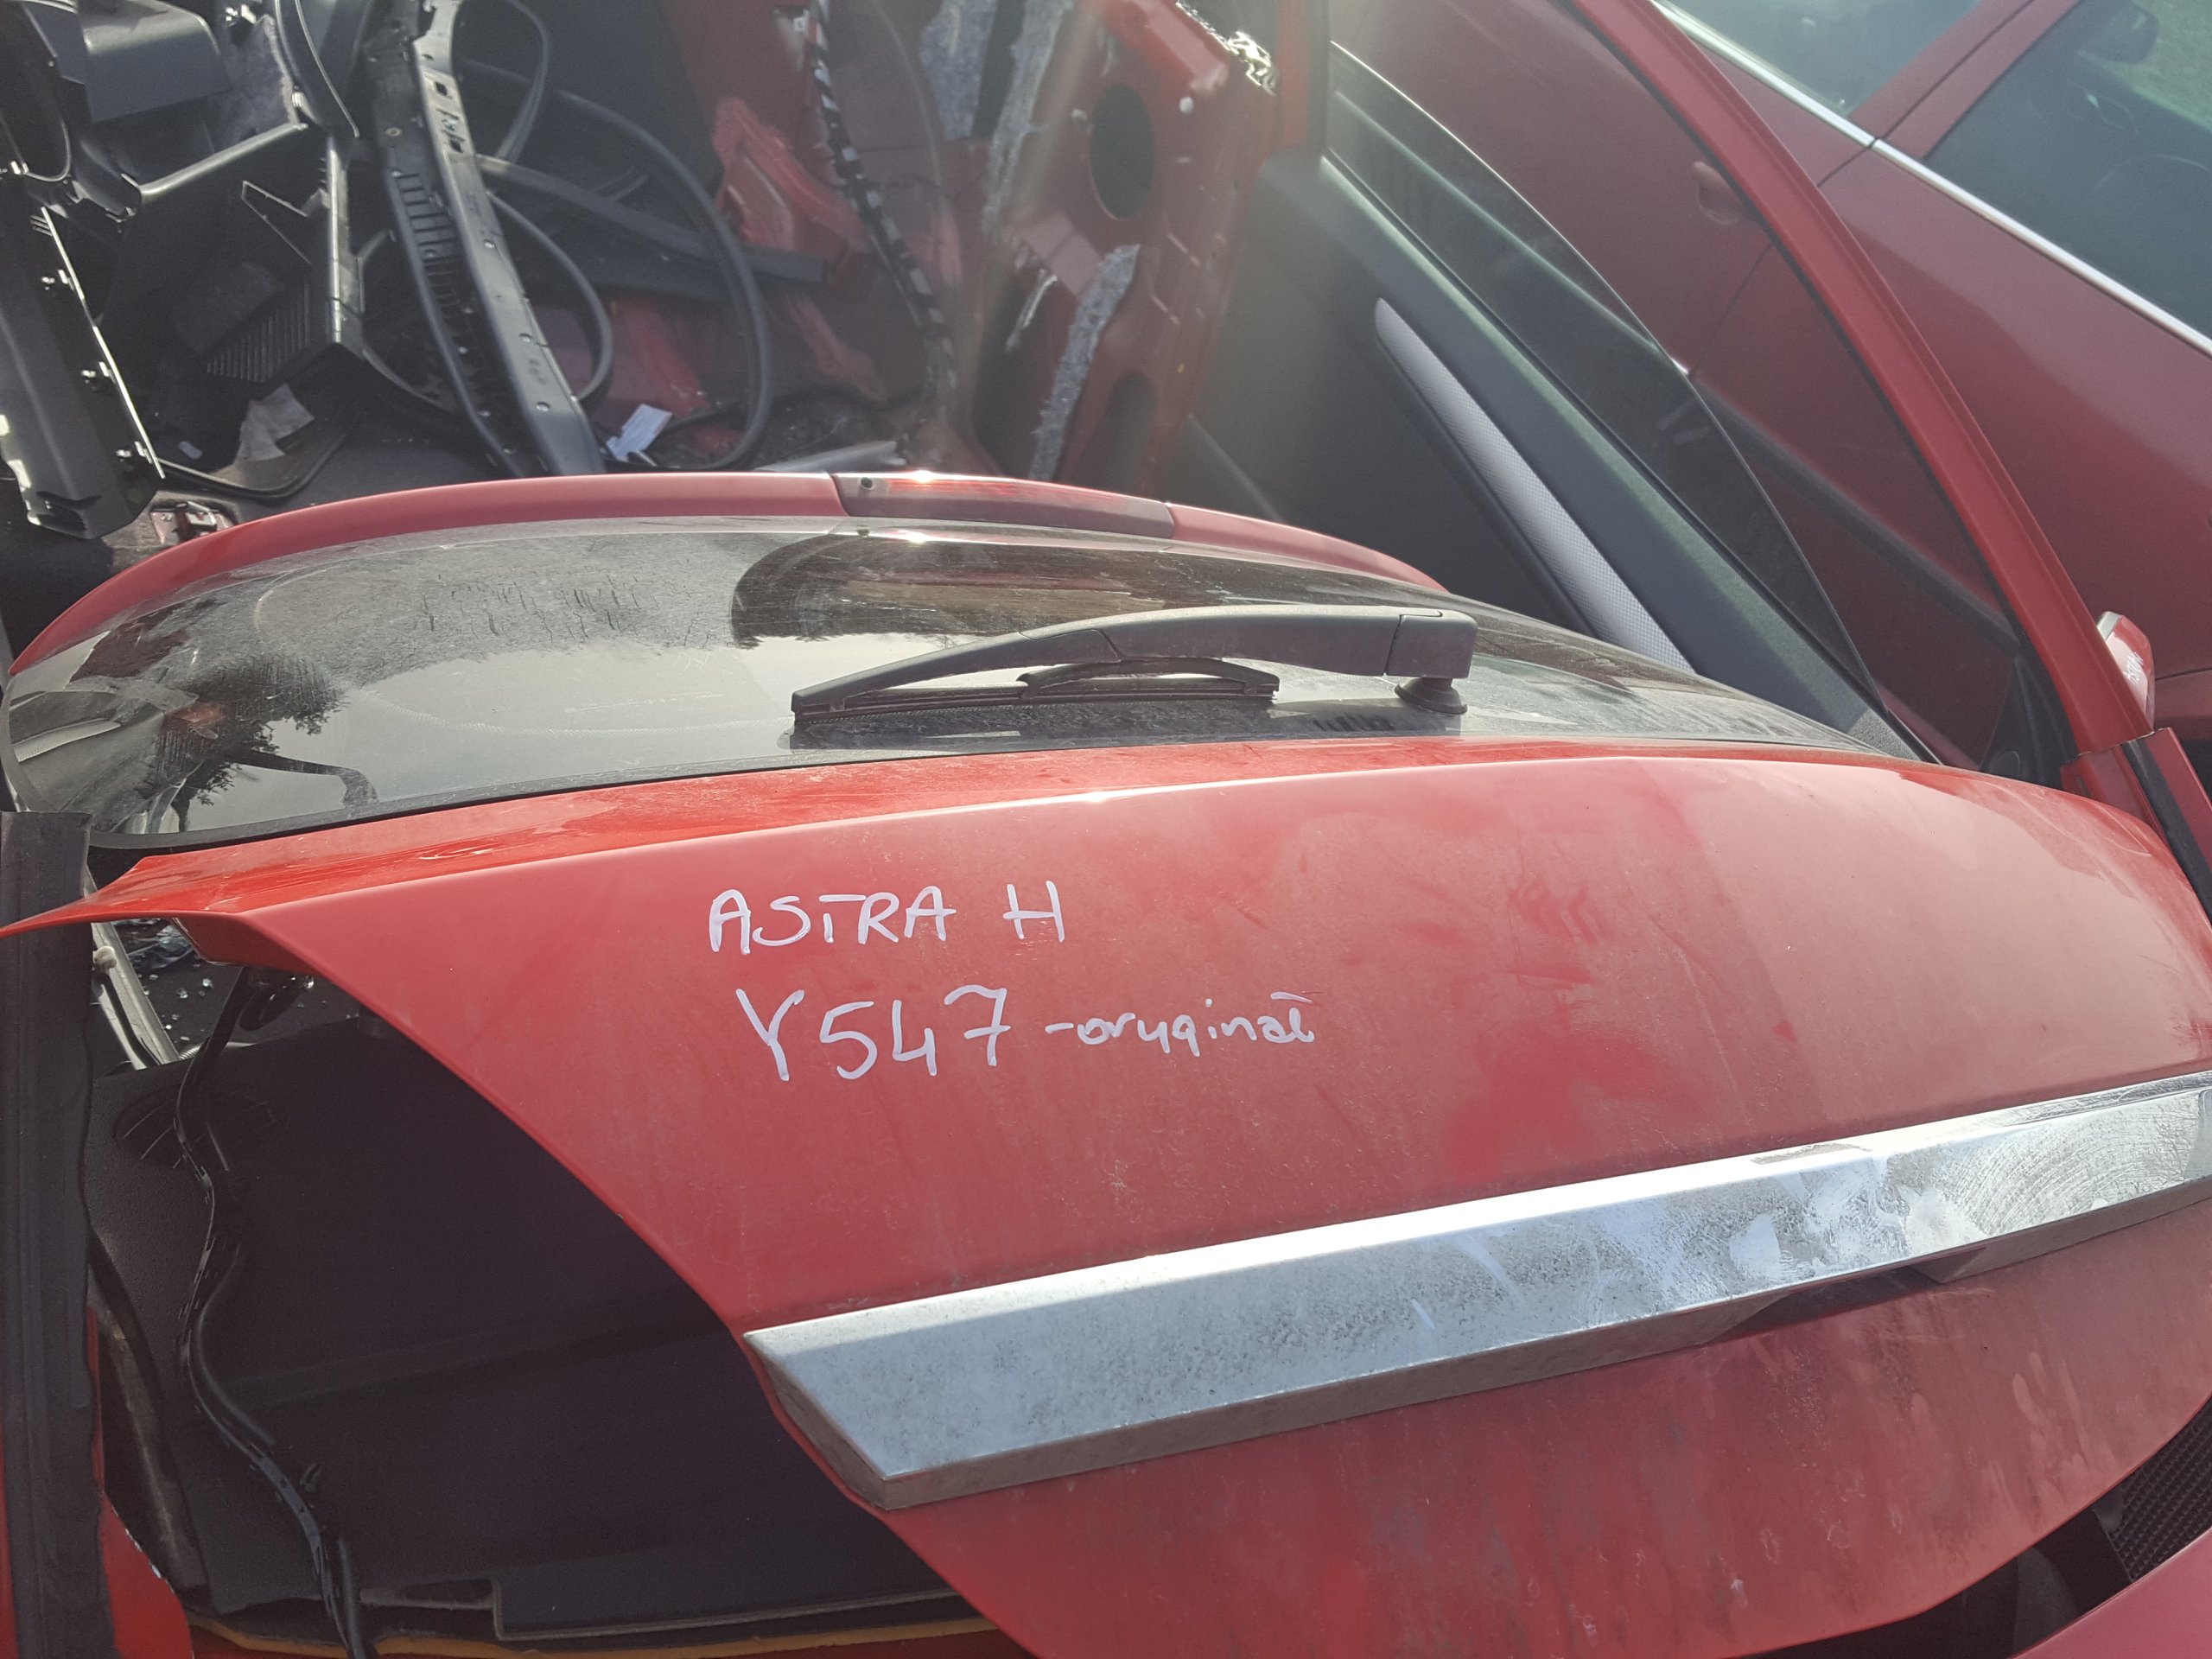 ASTRA H
Y547 - oryginał